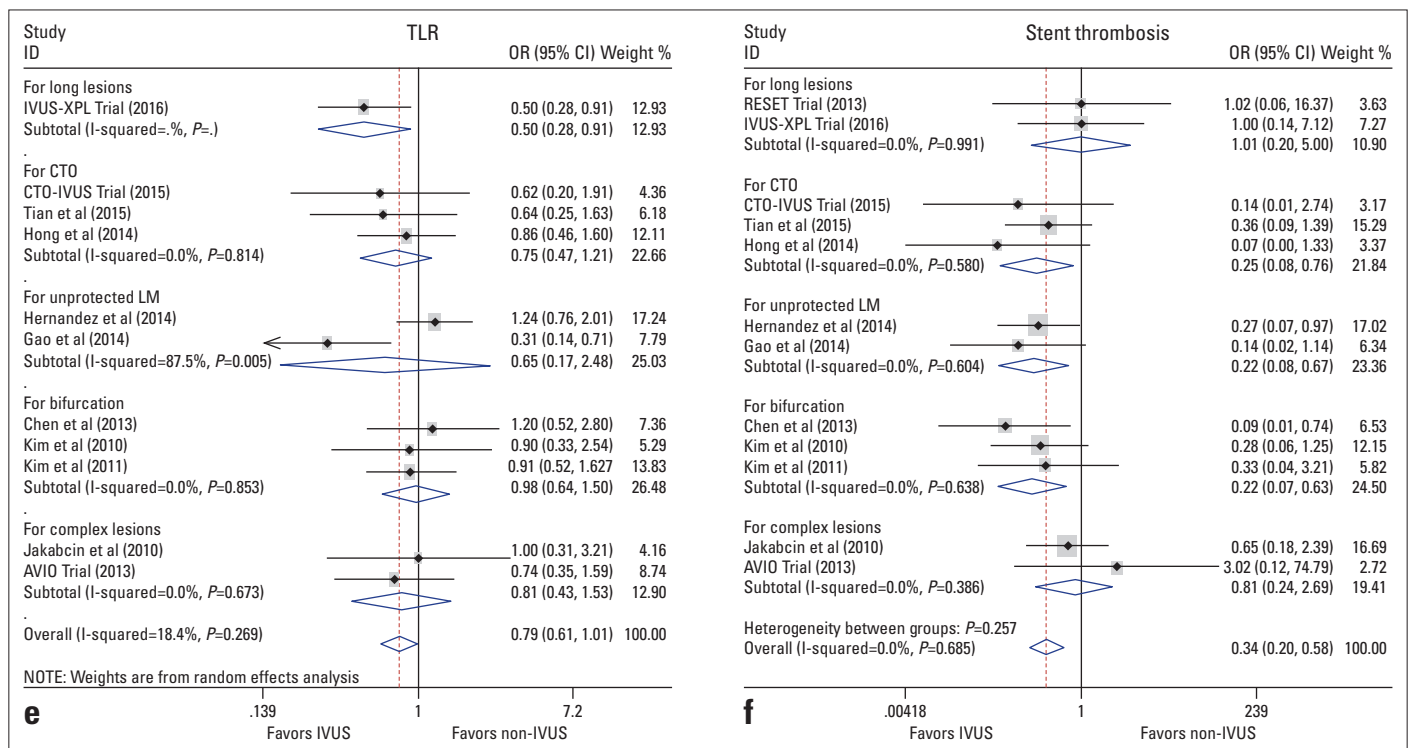 Study TLR
ID OR (95% CI) Weight %
For long lesions
IVUS-XPL Trial (2016) 0.50 (0.28, 0.91) 12.93
Subtotal (I-squared=.%, P=.) 0.50 (0.28, 0.91) 12.93
.
For CTO
CTO-IVUS Trial (2015) 0.62 (0.20, 1.91) 4.36
Tian et al (2015) 0.64 (0.25, 1.63) 6.18
Hong et al (2014) 0.86 (0.46, 1.60) 12.11
Subtotal (I-squared=0.0%, P=0.814) 0.75 (0.47, 1.21) 22.66
.
For unprotected LM
Hernandez et al (2014) 1.24 (0.76, 2.01) 17.24
Gao et al (2014) 0.31 (0.14, 0.71) 7.79
Subtotal (I-squared=87.5%, P=0.005) 0.65 (0.17, 2.48) 25.03
.
For bifurcation
Chen et al (2013) 1.20 (0.52, 2.80) 7.36
Kim et al (2010) 0.90 (0.33, 2.54) 5.29
Kim et al (2011) 0.91 (0.52, 1.627 13.83
Subtotal (I-squared=0.0%, P=0.853) 0.98 (0.64, 1.50) 26.48
.
For complex lesions
Jakabcin et al (2010) 1.00 (0.31, 3.21) 4.16
AVIO Trial (2013) 0.74 (0.35, 1.59) 8.74
Subtotal (I-squared=0.0%, P=0.673) 0.81 (0.43, 1.53) 12.90
.
Overall (I-squared=18.4%, P=0.269) 0.79 (0.61, 1.01) 100.00
NOTE: Weights are from random effects analysis
.139 1 7.2
e Favors IVUS Favors non-IVUS
Study Stent thrombosis
ID OR (95% CI) Weight %
For long lesions
RESET Trial (2013) 1.02 (0.06, 16.37) 3.63
IVUS-XPL Trial (2016) 1.00 (0.14, 7.12) 7.27
Subtotal (I-squared=0.0%, P=0.991) 1.01 (0.20, 5.00) 10.90
.
For CTO
CTO-IVUS Trial (2015) 0.14 (0.01, 2.74) 3.17
Tian et al (2015) 0.36 (0.09, 1.39) 15.29
Hong et al (2014) 0.07 (0.00, 1.33) 3.37
Subtotal (I-squared=0.0%, P=0.580) 0.25 (0.08, 0.76) 21.84
.
For unprotected LM
Hernandez et al (2014) 0.27 (0.07, 0.97) 17.02
Gao et al (2014) 0.14 (0.02, 1.14) 6.34
Subtotal (I-squared=0.0%, P=0.604) 0.22 (0.08, 0.67) 23.36
.
For bifurcation
Chen et al (2013) 0.09 (0.01, 0.74) 6.53
Kim et al (2010) 0.28 (0.06, 1.25) 12.15
Kim et al (2011) 0.33 (0.04, 3.21) 5.82
Subtotal (I-squared=0.0%, P=0.638) 0.22 (0.07, 0.63) 24.50
.
For complex lesions
Jakabcin et al (2010) 0.65 (0.18, 2.39) 16.69
AVIO Trial (2013) 3.02 (0.12, 74.79) 2.72
Subtotal (I-squared=0.0%, P=0.386) 0.81 (0.24, 2.69) 19.41
.
Heterogeneity between groups: P=0.257
Overall (I-squared=0.0%, P=0.685) 0.34 (0.20, 0.58) 100.00
.00418 1 239
f Favors IVUS Favors non-IVUS